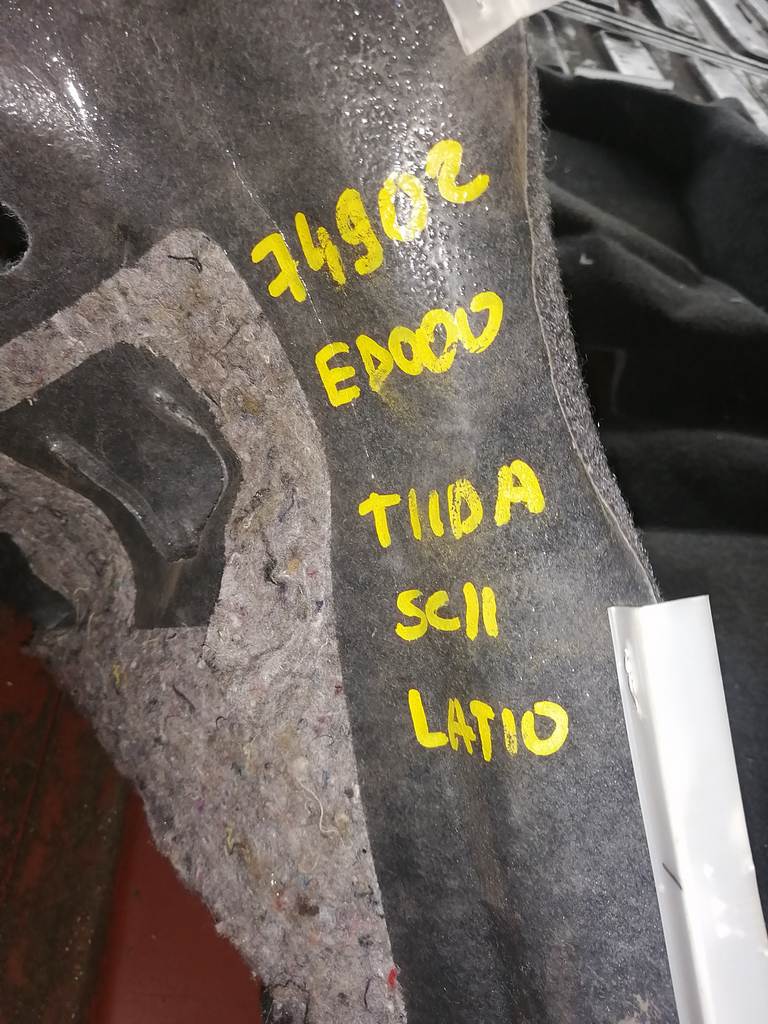 74902
ED000
TIIDA
SC11
LATIO